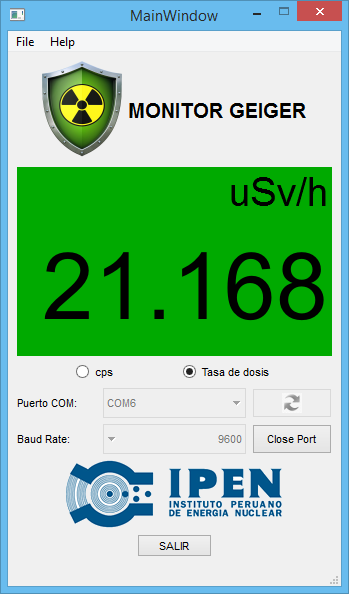 MainWindow
File Help
MONITOR GEIGER
uSv/h
21.168
cps Tasa de dosis
Puerto COM: COM6
Baud Rate: 9600 Close Port
IPEN
INSTITUTO PERUANO
DE ENERGIA NUCLEAR
SALIR